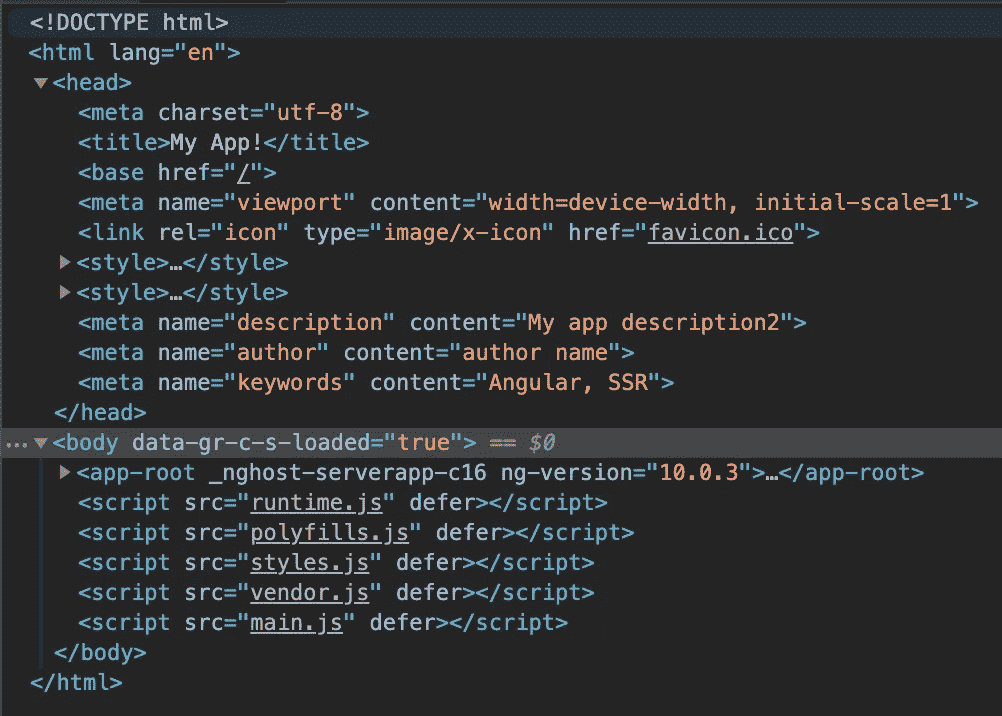 <!DOCTYPE html>
<html lang="en">
<head>
<meta charset="utf-8">
<title>My App!</title>
<base href="/">
<meta name="viewport" content="width=device-width, initial-scale=1">
<link rel="icon" type="image/x-icon" href="favicon.ico">
<style>…</style>
<style>…</style>
<meta name="description" content="My app description2">
<meta name="author" content="author name">
<meta name="keywords" content="Angular, SSR">
</head>
... <body data-gr-c-s-loaded="true"> == $0
<app-root _nghost-serverapp-c16 ng-version="10.0.3">…</app-root>
<script src="runtime.js" defer></script>
<script src="polyfills.js" defer></script>
<script src="styles.js" defer></script>
<script src="vendor.js" defer></script>
<script src="main.js" defer></script>
</body>
</html>